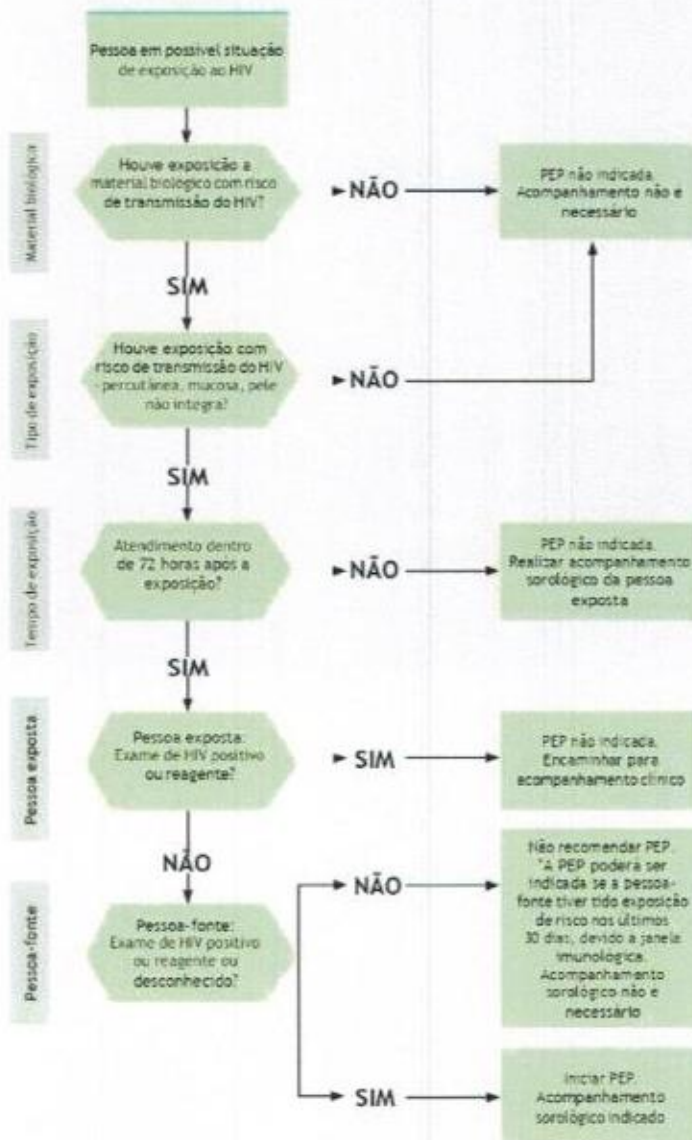 Pessoa em possível situação
de exposição ao HIV
Material biológico
Houve exposição a
material biológico com risco
de transmissão do HIV?
NÃO
PEP não indicada.
Acompanhamento não e
necessário
SIM
Tipo de exposição
Houve exposição com
risco de transmissão do HIV
- percutânea, mucosa, pele
não integra?
NÃO
SIM
Tempo de exposição
Atendimento dentro
de 72 horas após a
exposição?
NÃO
PEP não indicada.
Realizar acompanhamento
sorológico da pessoa
exposta
SIM
Pessoa exposta
Pessoa exposta:
Exame de HIV positivo
ou reagente?
SIM
PEP não indicada.
Encaminhar para
acompanhamento clínico
NÃO
Pessoa-fonte
Pessoa-fonte:
Exame de HIV positivo
ou reagente ou
desconhecido?
NÃO
Não recomendar PEP.
*A PEP podera ser
indicada se a pessoa-
fonte tiver tido exposição
de risco nos últimos
30 dias, devido a janela
imunológica.
Acompanhamento
sorológico não e
necessário
SIM
Iniciar PEP.
Acompanhamento
sorológico indicado